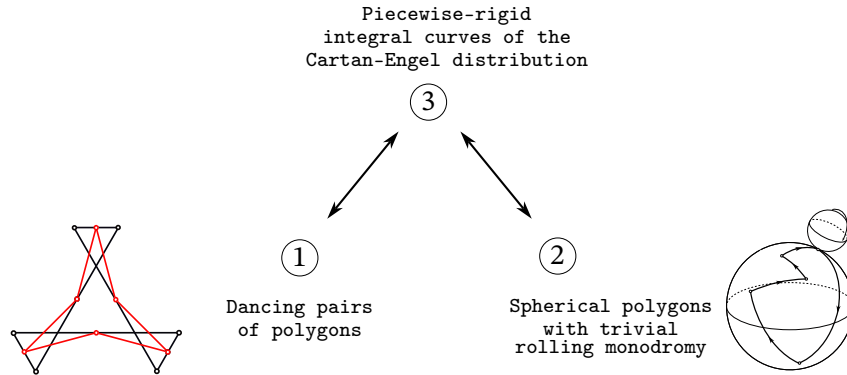 Piecewise-rigid
integral curves of the
Cartan-Engel distribution
3
1
2
Dancing pairs
of polygons
Spherical polygons
with trivial
rolling monodromy